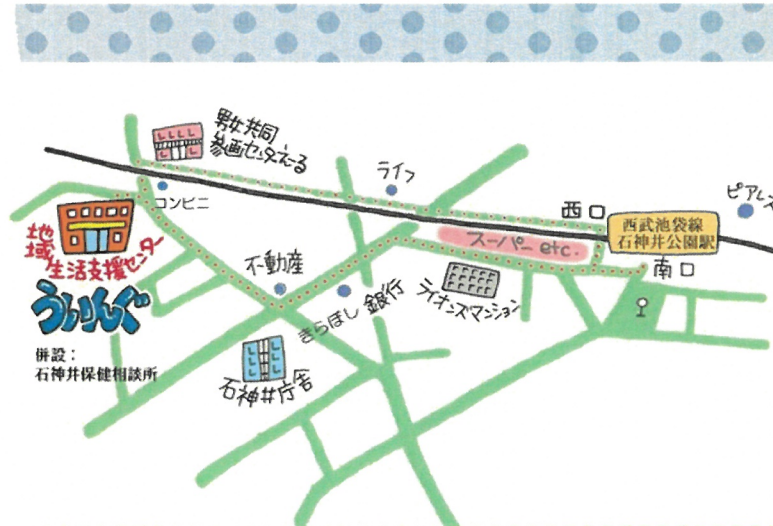 男女共同
参画センターえーる
ライフ
ピアレス
コンビニ
西口
西武池袋線
石神井公園駅
スーパー etc.
南口
地域
生活支援センター
不動産
きらぼし銀行
ライオンズマンション
ういんぐ
石神井庁舎
併設：
石神井保健相談所